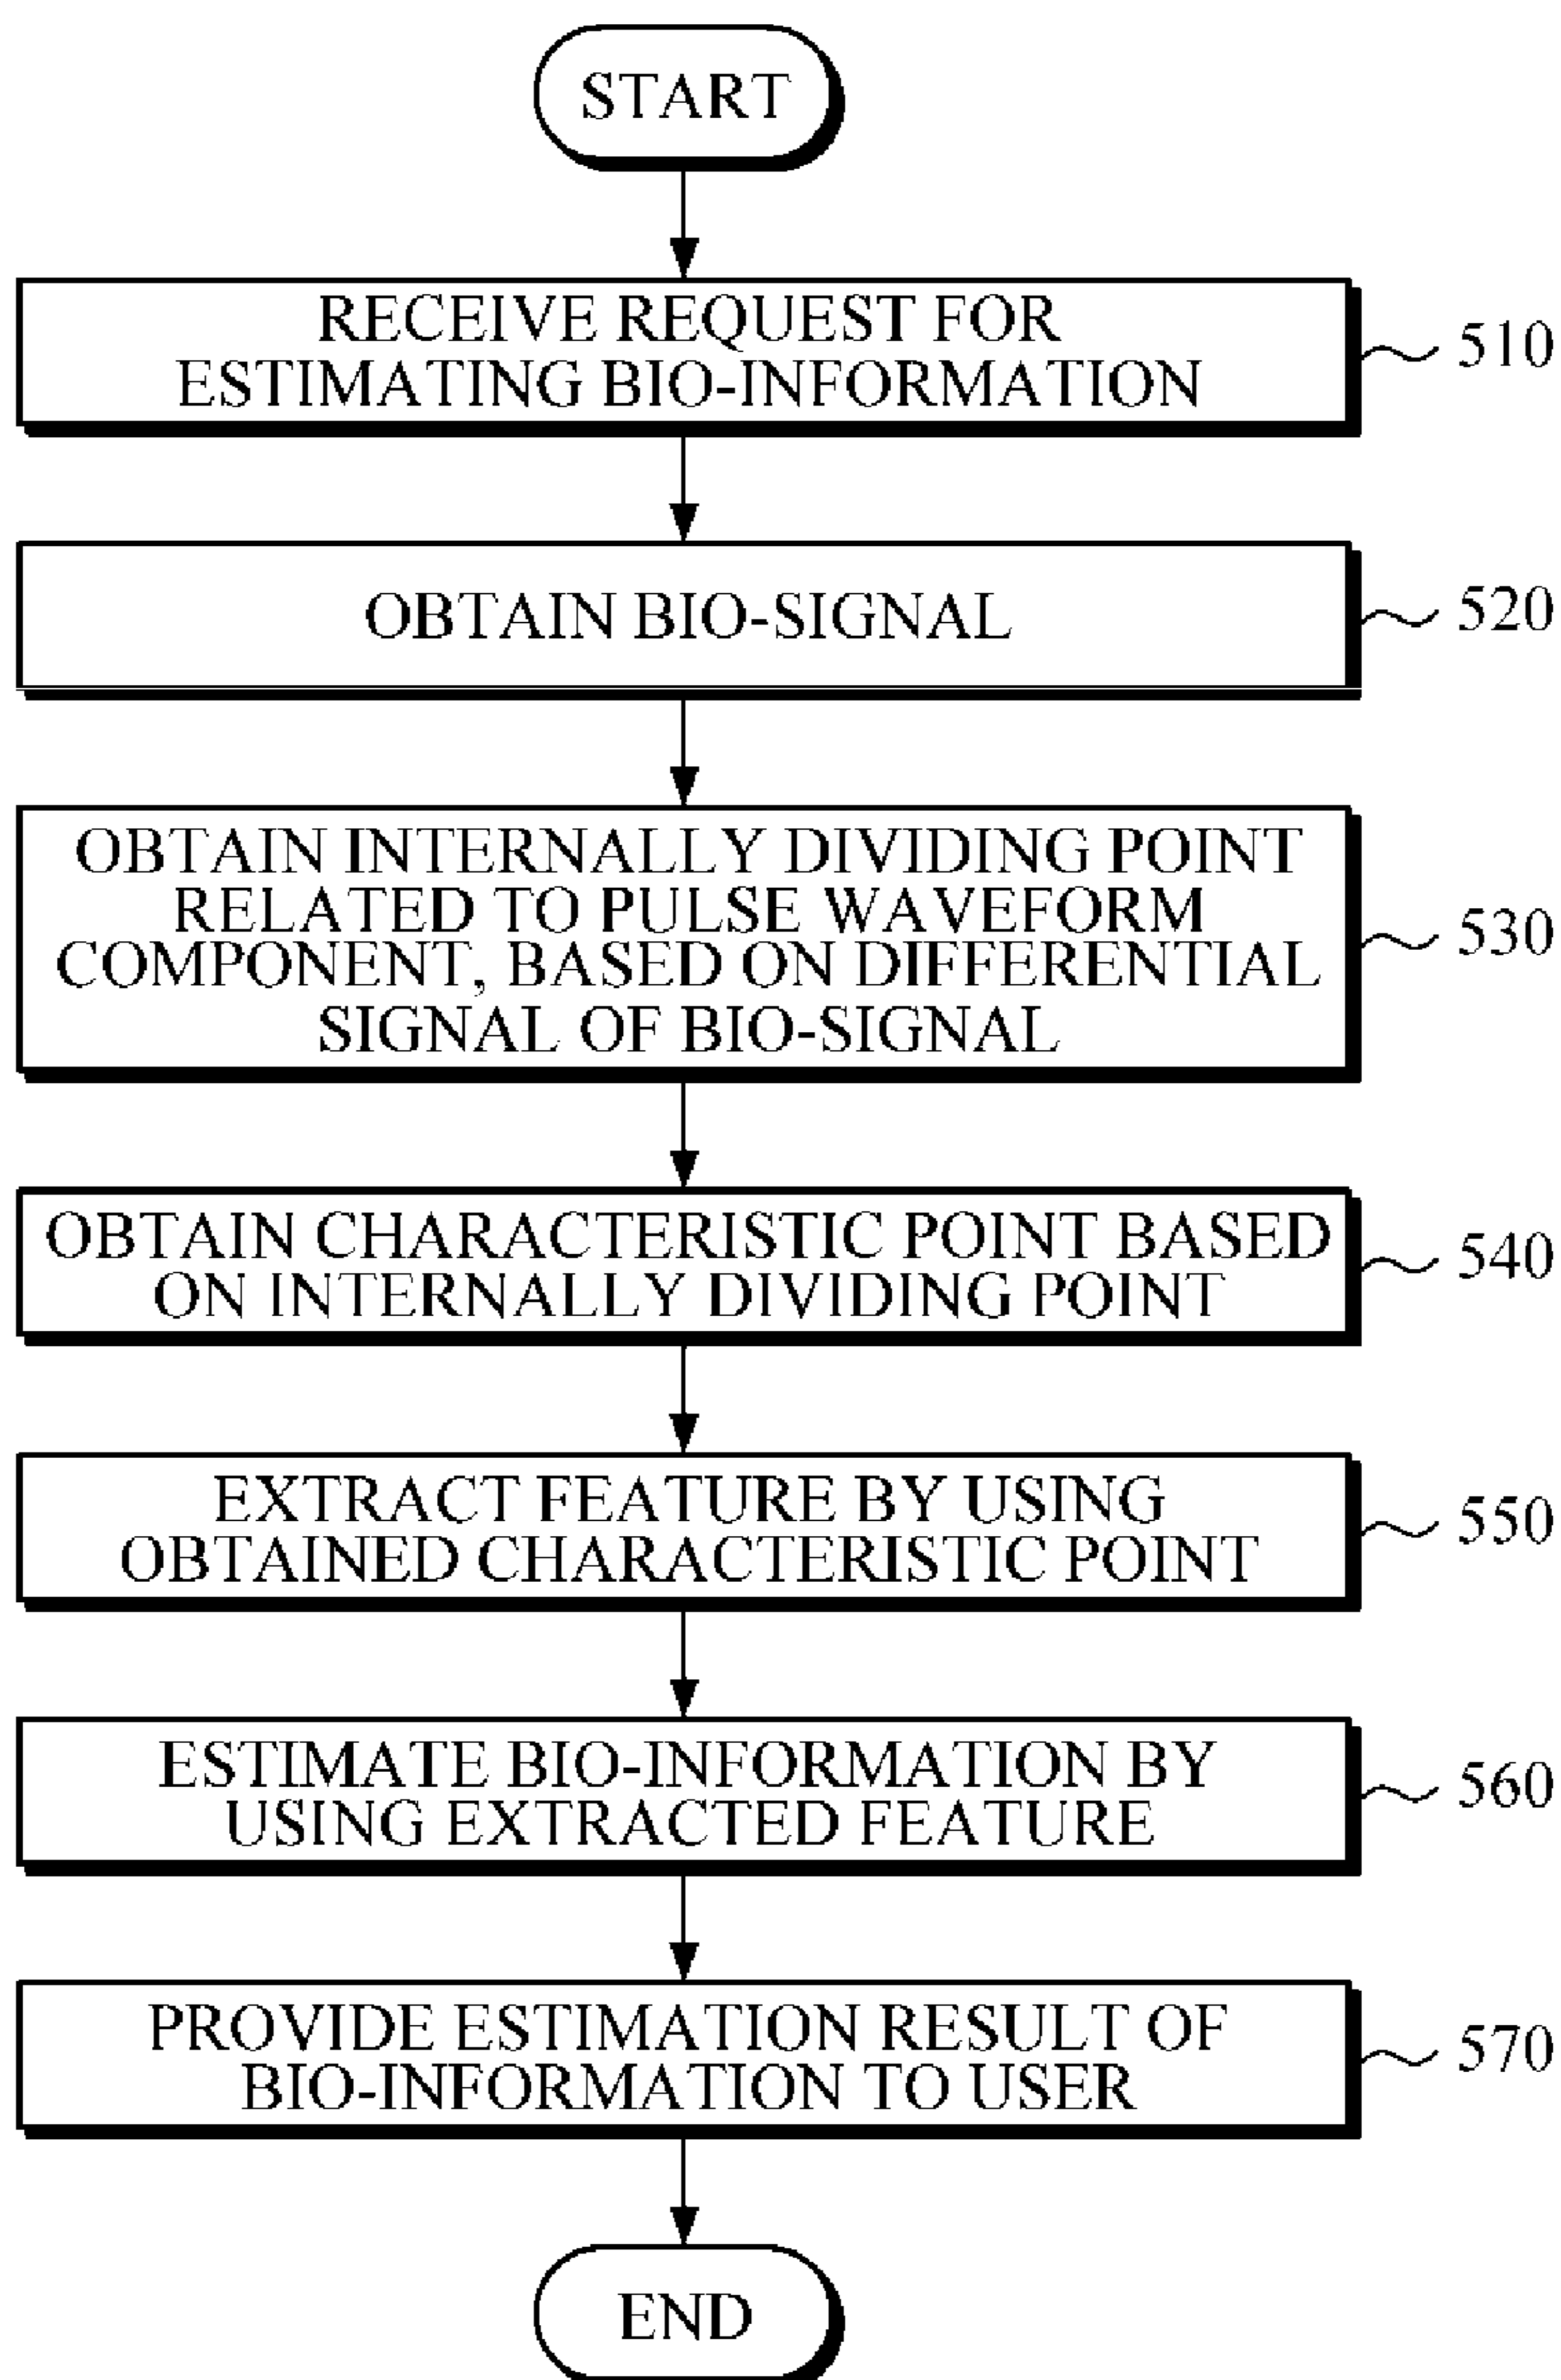 START
RECEIVE REQUEST FOR
ESTIMATING BIO-INFORMATION
510
OBTAIN BIO-SIGNAL
520
OBTAIN INTERNALLY DIVIDING POINT
RELATED TO PULSE WAVEFORM
COMPONENT, BASED ON DIFFERENTIAL
SIGNAL OF BIO-SIGNAL
530
OBTAIN CHARACTERISTIC POINT BASED
ON INTERNALLY DIVIDING POINT
540
EXTRACT FEATURE BY USING
OBTAINED CHARACTERISTIC POINT
550
ESTIMATE BIO-INFORMATION BY
USING EXTRACTED FEATURE
560
PROVIDE ESTIMATION RESULT OF
BIO-INFORMATION TO USER
570
END